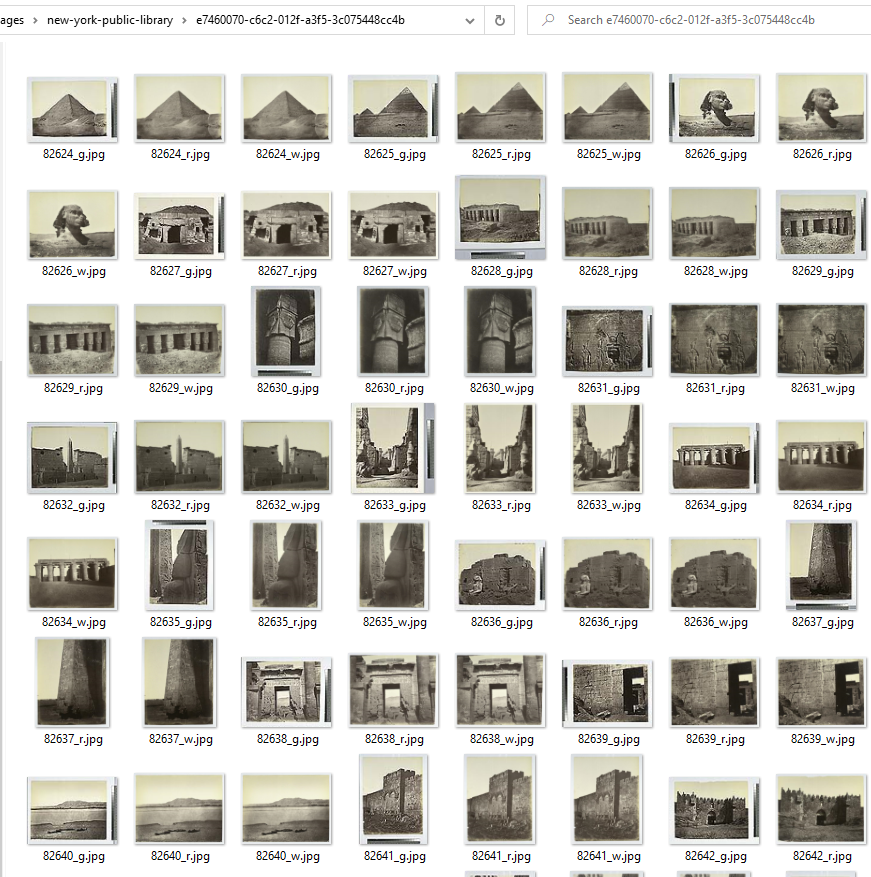 ages > new-york-public-library > e7460070-c6c2-012f-a3f5-3c075448cc4b
Search e7460070-c6c2-012f-a3f5-3c075448cc4b
82624_g.jpg 82624_r.jpg 82624_w.jpg 82625_g.jpg 82625_r.jpg 82625_w.jpg 82626_g.jpg 82626_r.jpg
82626_w.jpg 82627_g.jpg 82627_r.jpg 82627_w.jpg 82628_g.jpg 82628_r.jpg 82628_w.jpg 82629_g.jpg
82629_r.jpg 82629_w.jpg 82630_g.jpg 82630_r.jpg 82630_w.jpg 82631_g.jpg 82631_r.jpg 82631_w.jpg
82632_g.jpg 82632_r.jpg 82632_w.jpg 82633_g.jpg 82633_r.jpg 82633_w.jpg 82634_g.jpg 82634_r.jpg
82634_w.jpg 82635_g.jpg 82635_r.jpg 82635_w.jpg 82636_g.jpg 82636_r.jpg 82636_w.jpg 82637_g.jpg
82637_r.jpg 82637_w.jpg 82638_g.jpg 82638_r.jpg 82638_w.jpg 82639_g.jpg 82639_r.jpg 82639_w.jpg
82640_g.jpg 82640_r.jpg 82640_w.jpg 82641_g.jpg 82641_r.jpg 82641_w.jpg 82642_g.jpg 82642_r.jpg